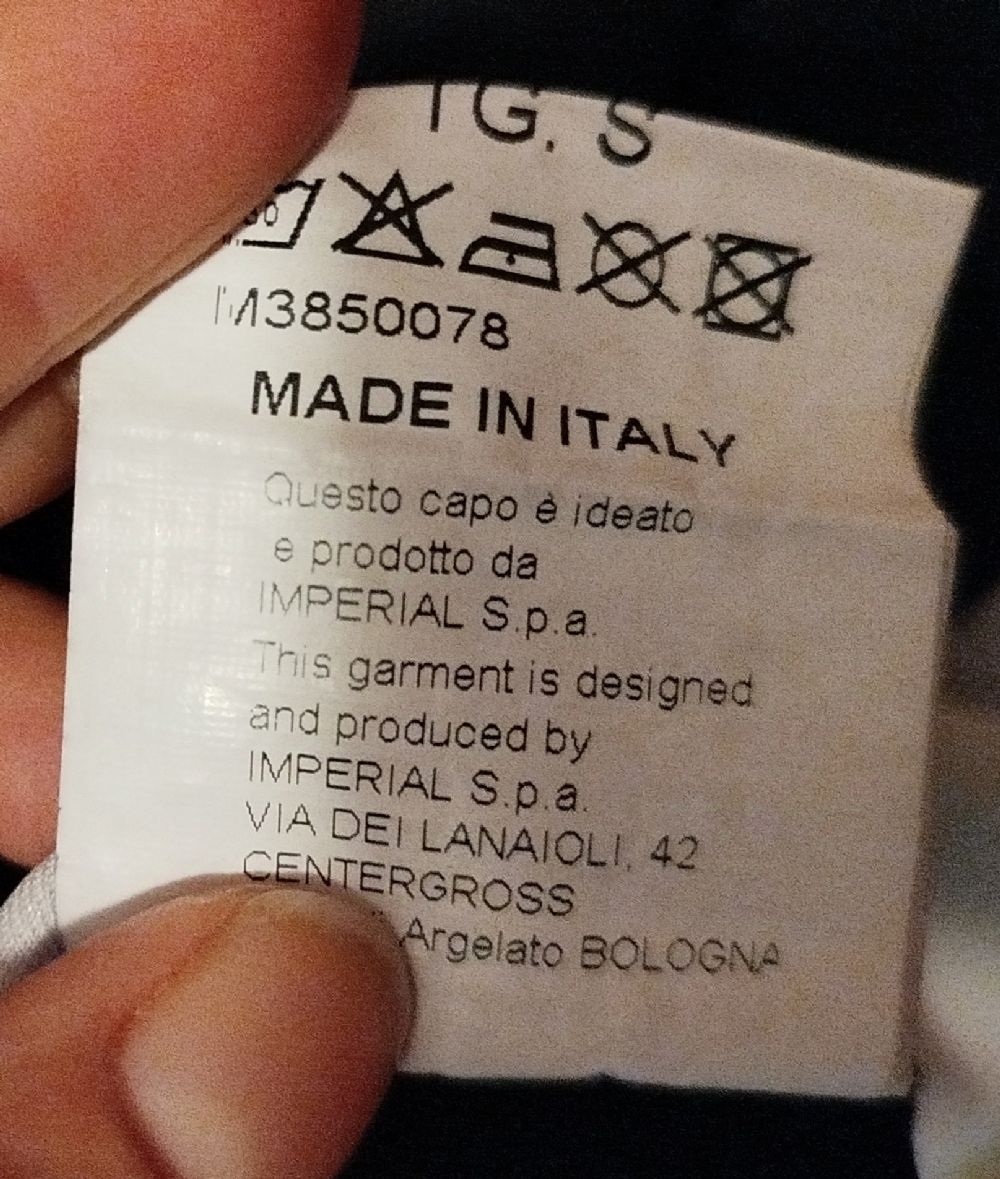 TG. S
M3850078
MADE IN ITALY
Questo capo è ideato
e prodotto da
IMPERIAL S.p.a.
This garment is designed
and produced by
IMPERIAL S.p.a.
VIA DEI LANAIOLI, 42
CENTERGROSS
Argelato BOLOGNA